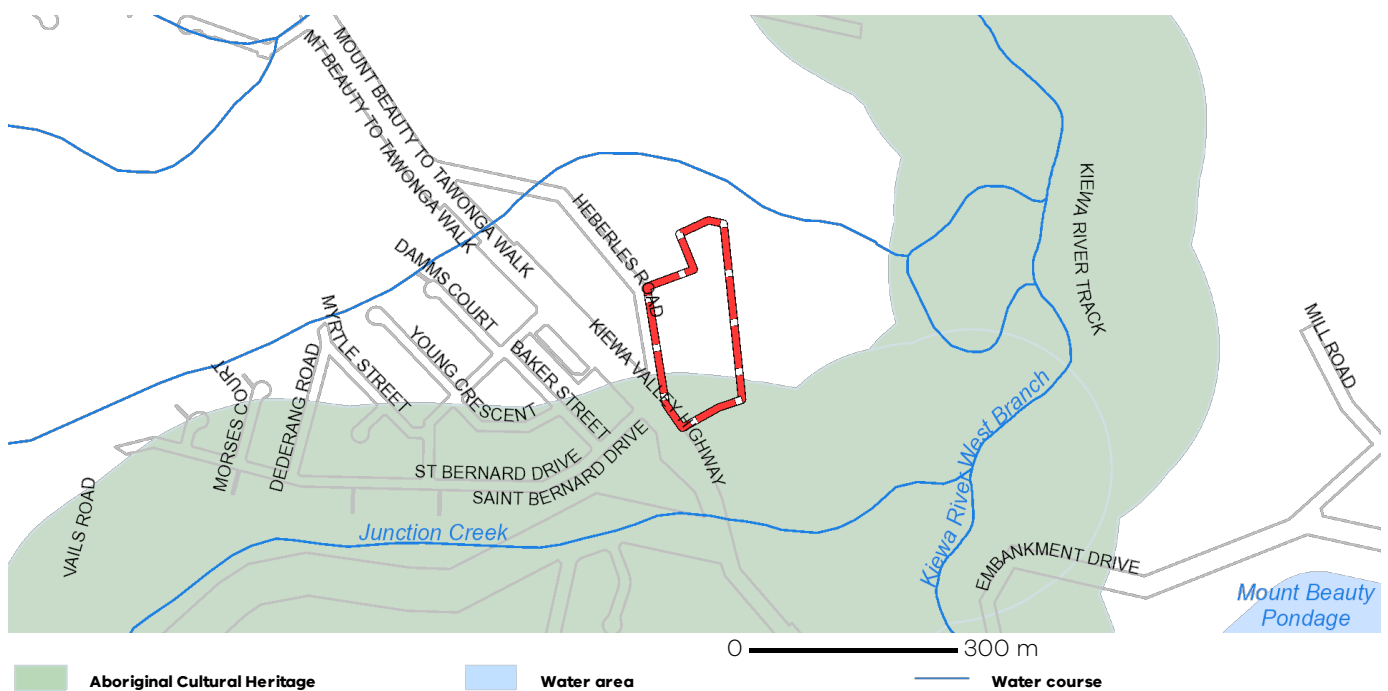 MOUNT BEAUTY TO TAWONGA WALK
MT BEAUTY TO TAWONGA WALK
HEBERLES ROAD
KIEWA RIVER TRACK
DAMMS COURT
MYRTLE STREET
YOUNG CRESCENT
BAKER STREET
KIEWA VALLEY HIGHWAY
MILL ROAD
MORSES COURT
DEDERANG ROAD
ST BERNARD DRIVE
SAINT BERNARD DRIVE
VAILS ROAD
Junction Creek
Kiewa River West Branch
EMBANKMENT DRIVE
Mount Beauty
Pondage
0 300 m
Aboriginal Cultural Heritage
Water area
Water course